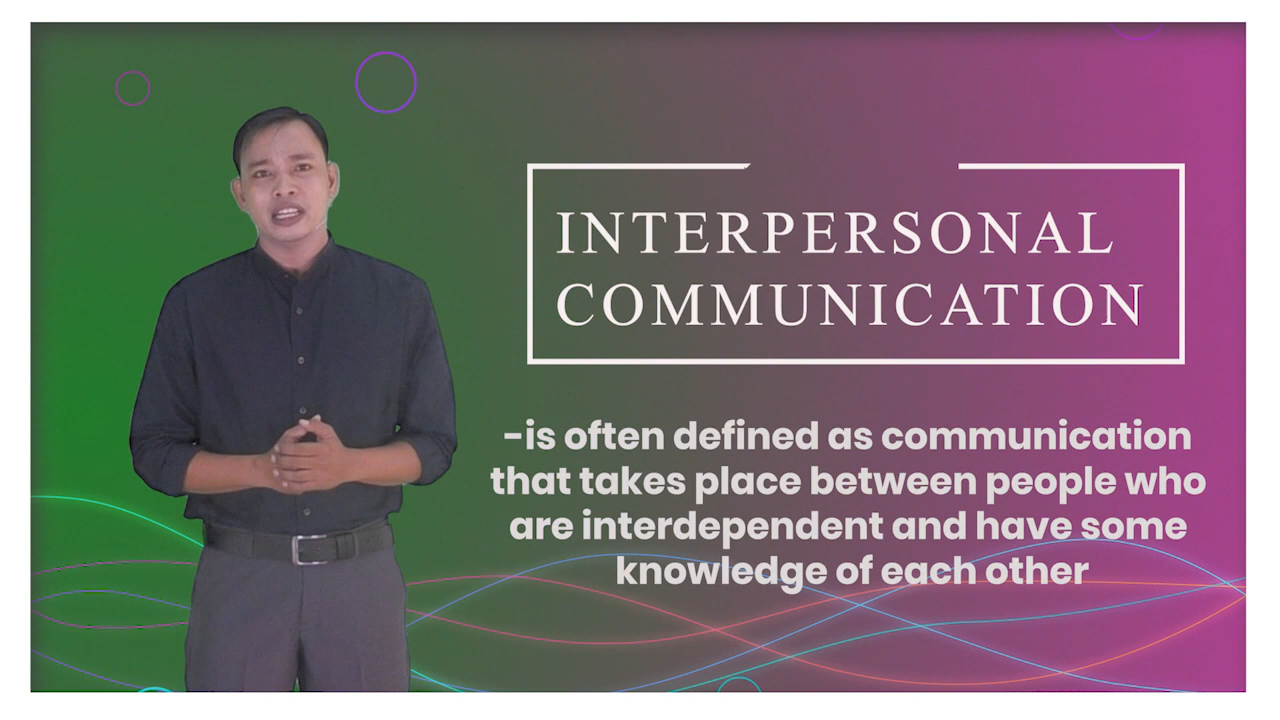 INTERPERSONAL
COMMUNICATION
-is often defined as communication
that takes place between people who
are interdependent and have some
knowledge of each other